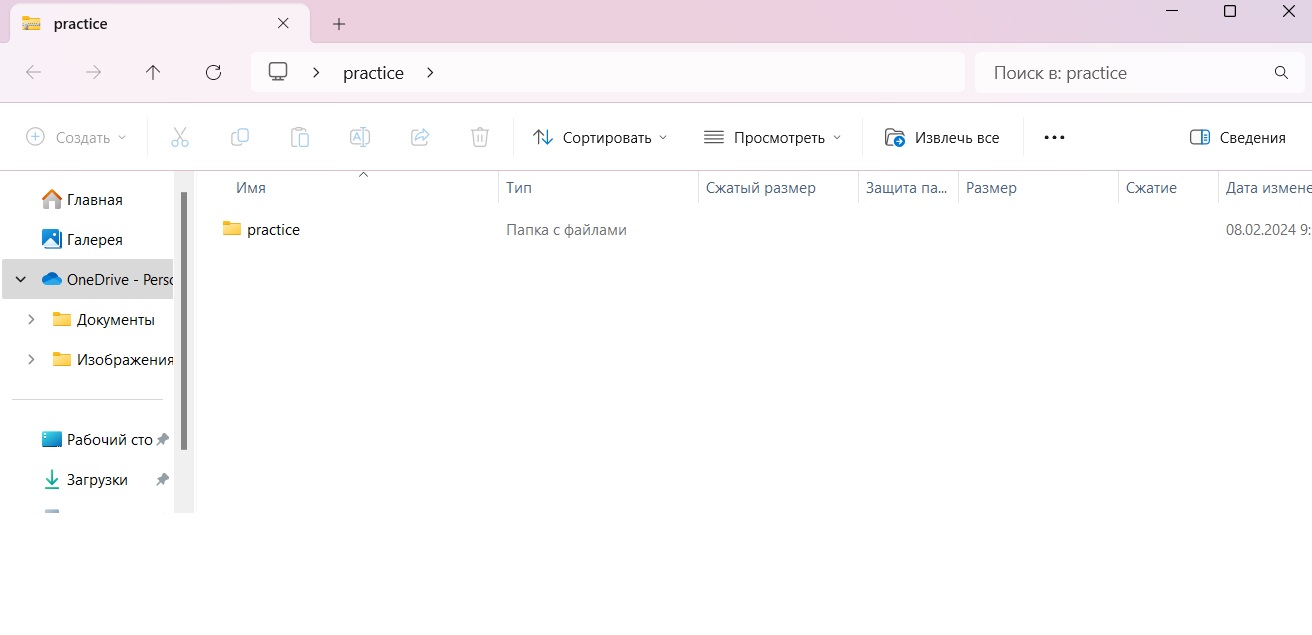 practice
practice
Поиск в: practice
Создать
Сортировать
Просмотреть
Извлечь все
Сведения
Имя Тип Сжатый размер Защита па... Размер Сжатие Дата измене
practice Папка с файлами 08.02.2024 9:
Главная
Галерея
OneDrive - Perso
Документы
Изображения
Рабочий сто
Загрузки